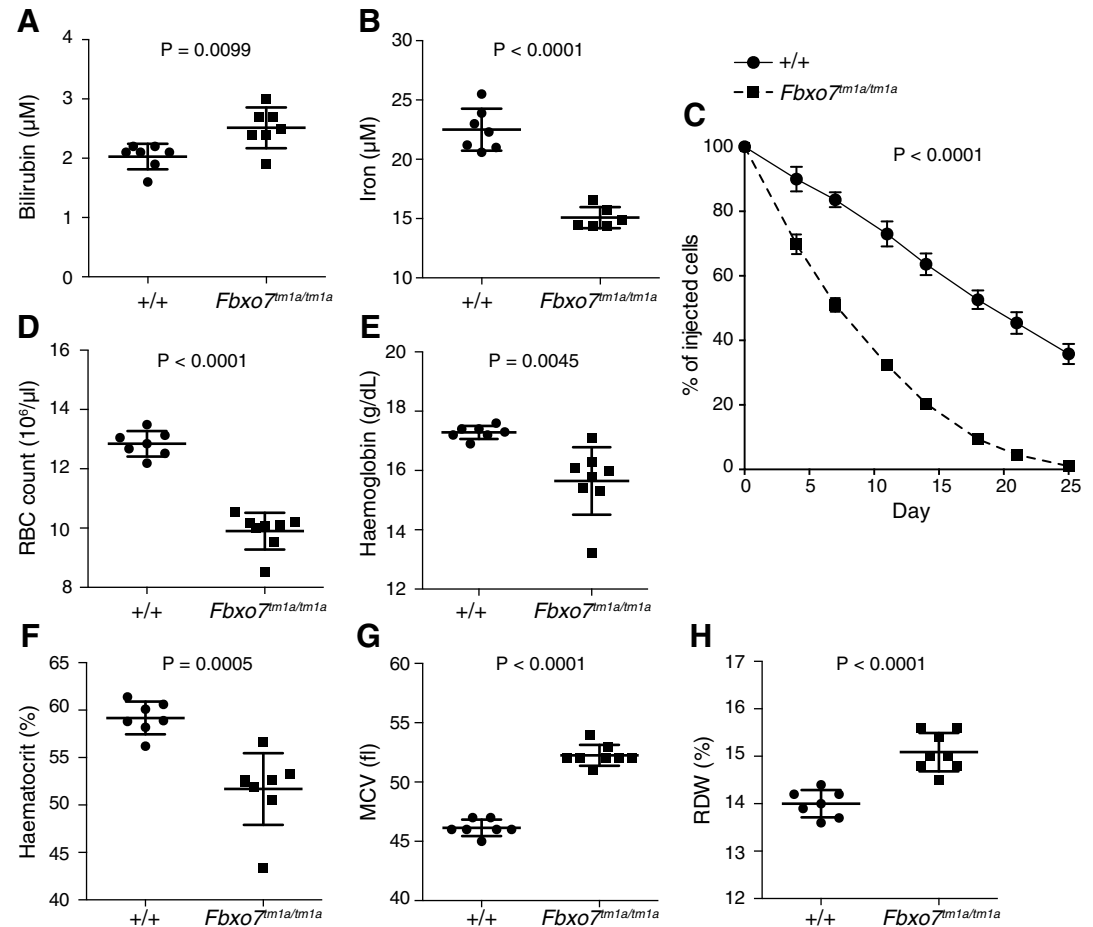 A
P = 0.0099
Bilirubin (µM)
4
3
2
1
0
+/+
Fbxo7tm1a/tm1a
B
P < 0.0001
Iron (µM)
30
25
20
15
10
+/+
Fbxo7tm1a/tm1a
+/+
Fbxo7tm1a/tm1a
C
P < 0.0001
% of injected cells
100
80
60
40
20
0
0
5
10
15
20
25
Day
D
P < 0.0001
RBC count (10⁶/µl)
16
14
12
10
8
+/+
Fbxo7tm1a/tm1a
E
P = 0.0045
Haemoglobin (g/dL)
20
18
16
14
12
+/+
Fbxo7tm1a/tm1a
F
P = 0.0005
Haematocrit (%)
65
60
55
50
45
40
+/+
Fbxo7tm1a/tm1a
G
P < 0.0001
MCV (fl)
60
55
50
45
40
+/+
Fbxo7tm1a/tm1a
H
P < 0.0001
RDW (%)
17
16
15
14
13
12
+/+
Fbxo7tm1a/tm1a